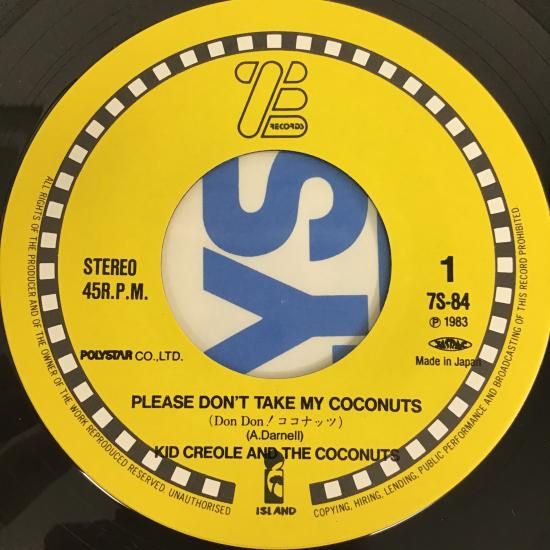 ZE
RECORDS
STEREO
45R.P.M.
1
7S-84
Ⓟ 1983
JASRAC
Made in Japan
POLYSTAR CO., LTD.
PLEASE DON'T TAKE MY COCONUTS
(Don Don! ココナッツ)
(A.Darnell)
KID CREOLE AND THE COCONUTS
ISLAND
ALL RIGHTS OF THE PRODUCER AND OF THE OWNER OF THE WORK REPRODUCED RESERVED. UNAUTHORISED COPYING, HIRING, LENDING, PUBLIC PERFORMANCE AND BROADCASTING OF THIS RECORD PROHIBITED.
YS